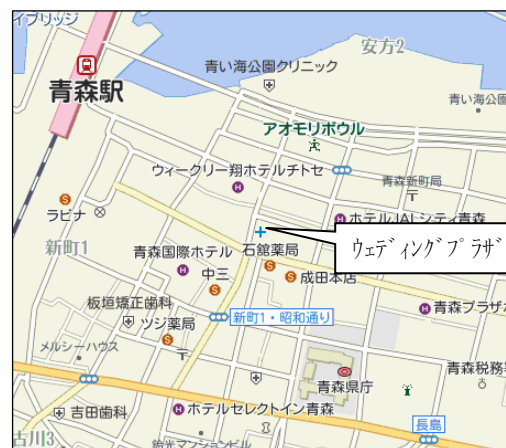 イブリッジ
安方2
青い海公園クリニック
青森駅
青い海公園
アオモリボウル
ウィークリー翔ホテルチトセ
青森新町局
ラビナ
ホテルJALシティ青森
新町1
石舘薬局
ウェディングプラザ
青森国際ホテル
成田本店
中三
板垣矯正歯科
青森プラザホ
新町1・昭和通り
ツジ薬局
メルシーハウス
青森県庁
青森税務署
吉田歯科
ホテルセレクトイン青森
長島
古川3